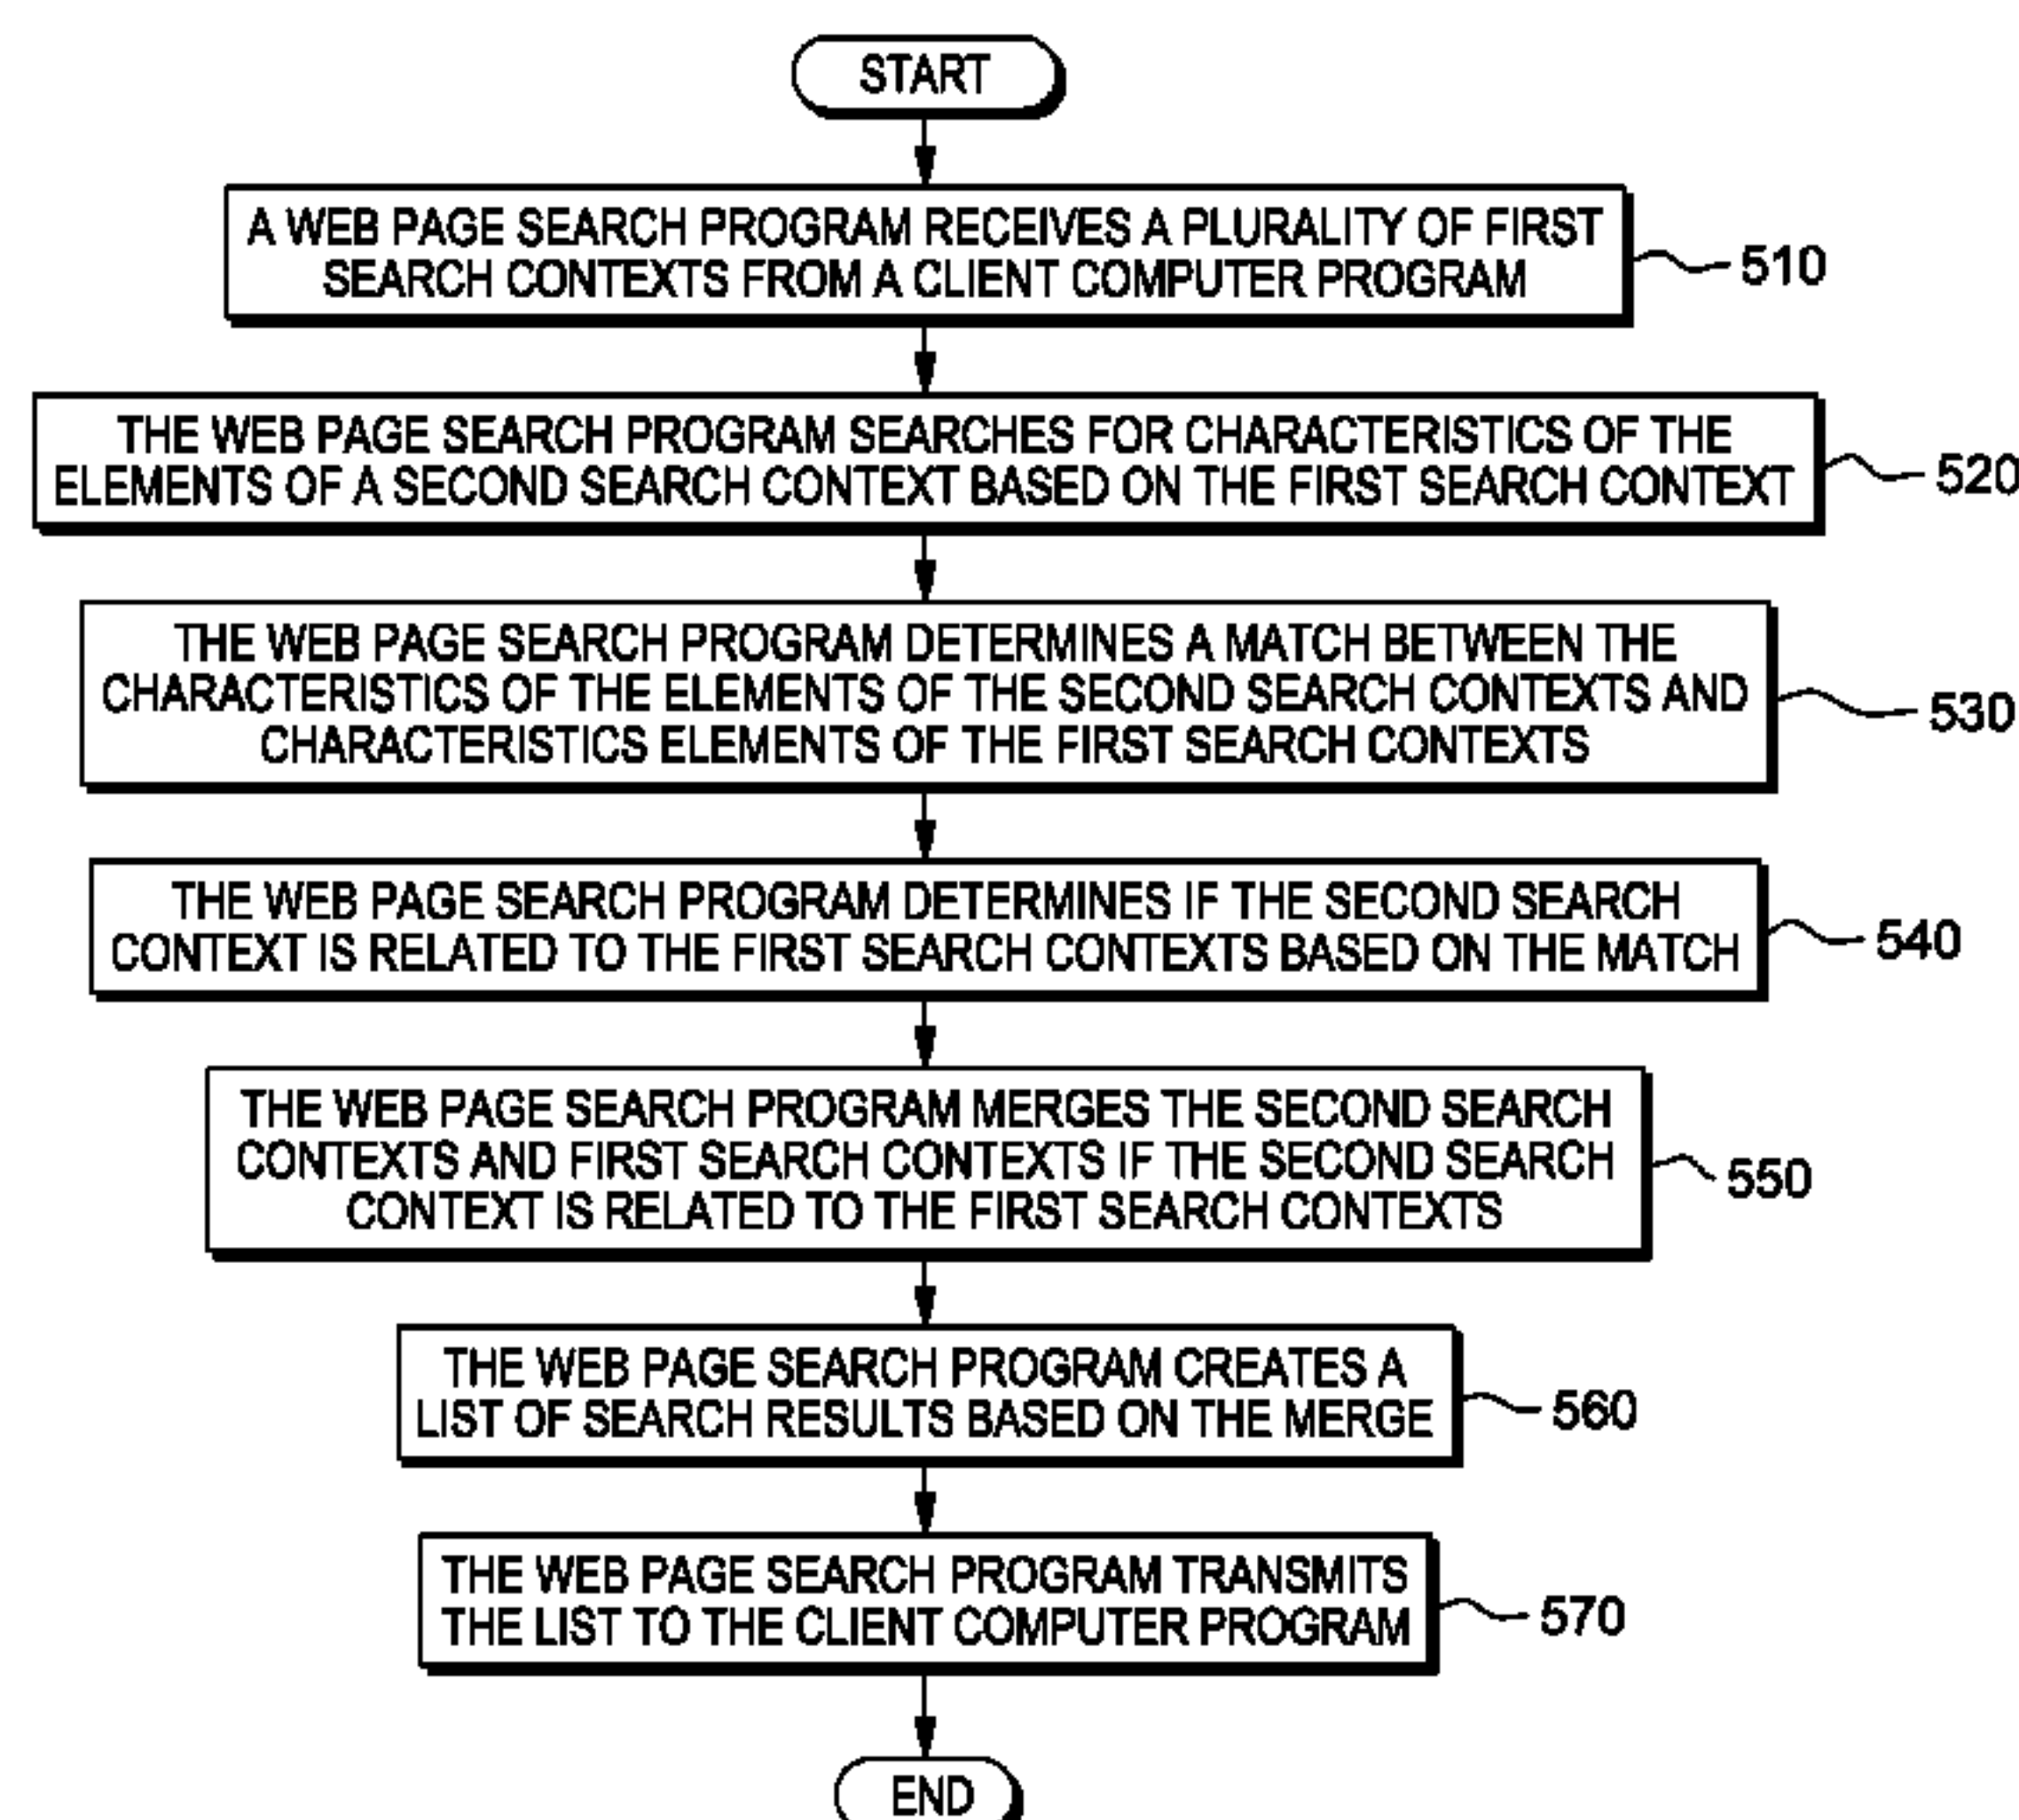 START
A WEB PAGE SEARCH PROGRAM RECEIVES A PLURALITY OF FIRST
SEARCH CONTEXTS FROM A CLIENT COMPUTER PROGRAM
510
THE WEB PAGE SEARCH PROGRAM SEARCHES FOR CHARACTERISTICS OF THE
ELEMENTS OF A SECOND SEARCH CONTEXT BASED ON THE FIRST SEARCH CONTEXT
520
THE WEB PAGE SEARCH PROGRAM DETERMINES A MATCH BETWEEN THE
CHARACTERISTICS OF THE ELEMENTS OF THE SECOND SEARCH CONTEXTS AND
CHARACTERISTICS ELEMENTS OF THE FIRST SEARCH CONTEXTS
530
THE WEB PAGE SEARCH PROGRAM DETERMINES IF THE SECOND SEARCH
CONTEXT IS RELATED TO THE FIRST SEARCH CONTEXTS BASED ON THE MATCH
540
THE WEB PAGE SEARCH PROGRAM MERGES THE SECOND SEARCH
CONTEXTS AND FIRST SEARCH CONTEXTS IF THE SECOND SEARCH
CONTEXT IS RELATED TO THE FIRST SEARCH CONTEXTS
550
THE WEB PAGE SEARCH PROGRAM CREATES A
LIST OF SEARCH RESULTS BASED ON THE MERGE
560
THE WEB PAGE SEARCH PROGRAM TRANSMITS
THE LIST TO THE CLIENT COMPUTER PROGRAM
570
END